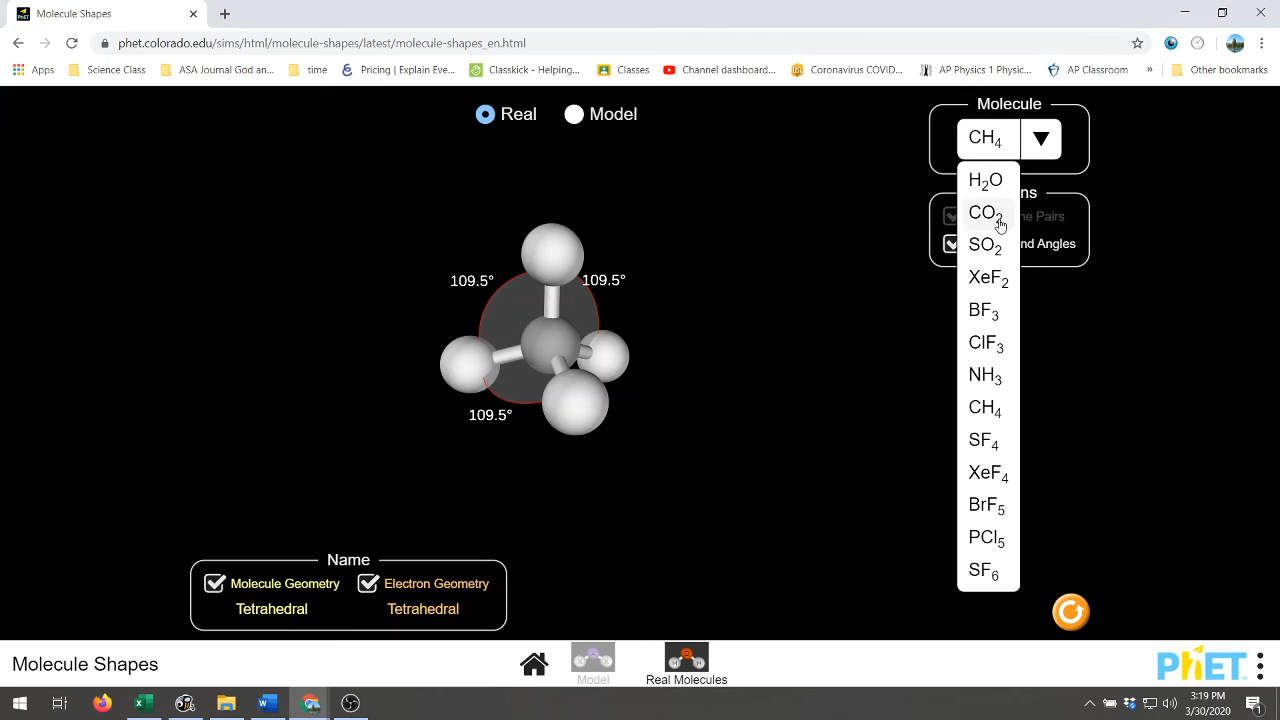 Molecule Shapes
phet.colorado.edu/sims/html/molecule-shapes/latest/molecule-shapes_en.html
Apps Science Class ASA Journal God an... time Pricing | Explain Eve... Classkick - Helping... Classes Channel dashboard... Coronavirus COVID... AP Physics 1 Physic... AP Classroom » Other bookmarks
Real Model
Molecule
CH₄
H₂O
CO₂
SO₂
XeF₂
BF₃
ClF₃
NH₃
CH₄
SF₄
XeF₄
BrF₅
PCl₅
SF₆
ns
ne Pairs
nd Angles
109.5° 109.5°
109.5°
Name
Molecule Geometry Electron Geometry
Tetrahedral Tetrahedral
Molecule Shapes
Model
Real Molecules
PhET
3:19 PM
3/30/2020
1